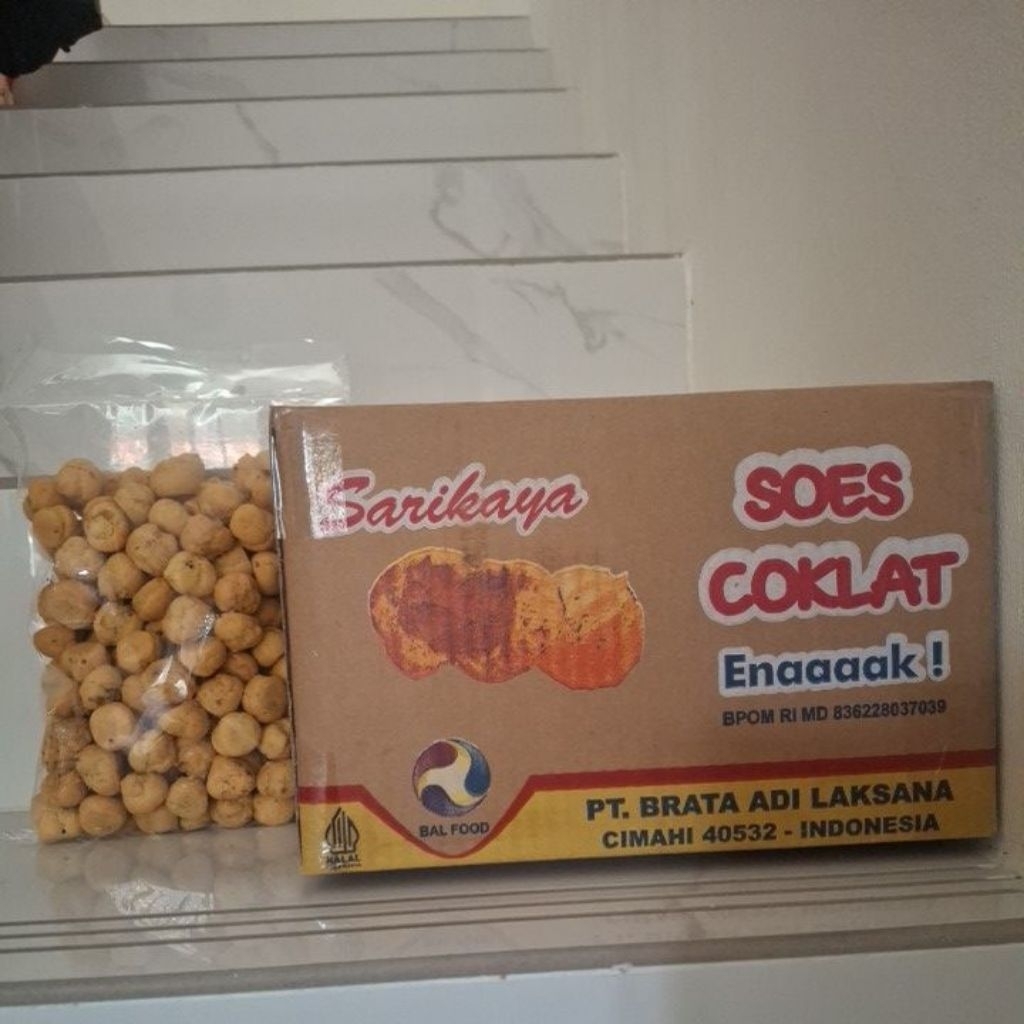 Sarikaya
SOES
COKLAT
Enaaaak !
BPOM RI MD 836228037039
BAL FOOD
HALAL
PT. BRATA ADI LAKSANA
CIMAHI 40532 - INDONESIA